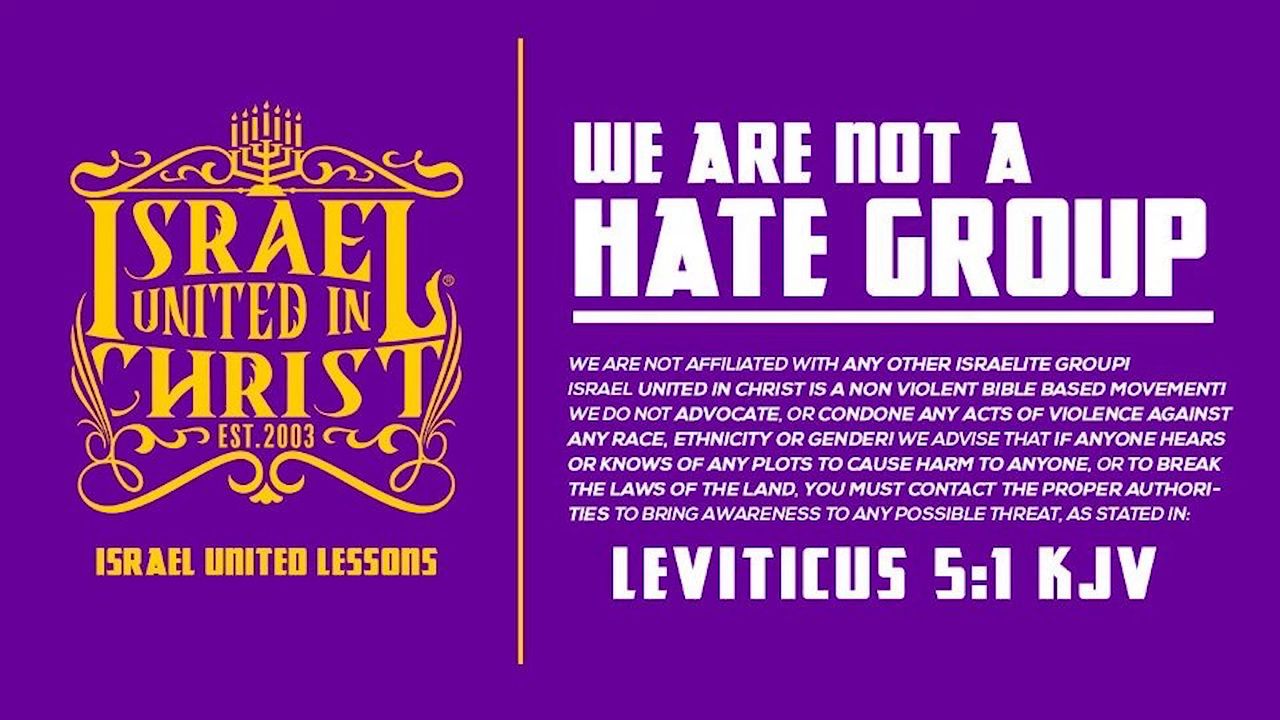 ISRAEL
UNITED IN
CHRIST
®
EST.2003
ISRAEL UNITED LESSONS
WE ARE NOT A
HATE GROUP
WE ARE NOT AFFILIATED WITH ANY OTHER ISRAELITE GROUP!
ISRAEL UNITED IN CHRIST IS A NON VIOLENT BIBLE BASED MOVEMENT!
WE DO NOT ADVOCATE, OR CONDONE ANY ACTS OF VIOLENCE AGAINST
ANY RACE, ETHNICITY OR GENDER! WE ADVISE THAT IF ANYONE HEARS
OR KNOWS OF ANY PLOTS TO CAUSE HARM TO ANYONE, OR TO BREAK
THE LAWS OF THE LAND, YOU MUST CONTACT THE PROPER AUTHORI-
TIES TO BRING AWARENESS TO ANY POSSIBLE THREAT, AS STATED IN:
LEVITICUS 5:1 KJV